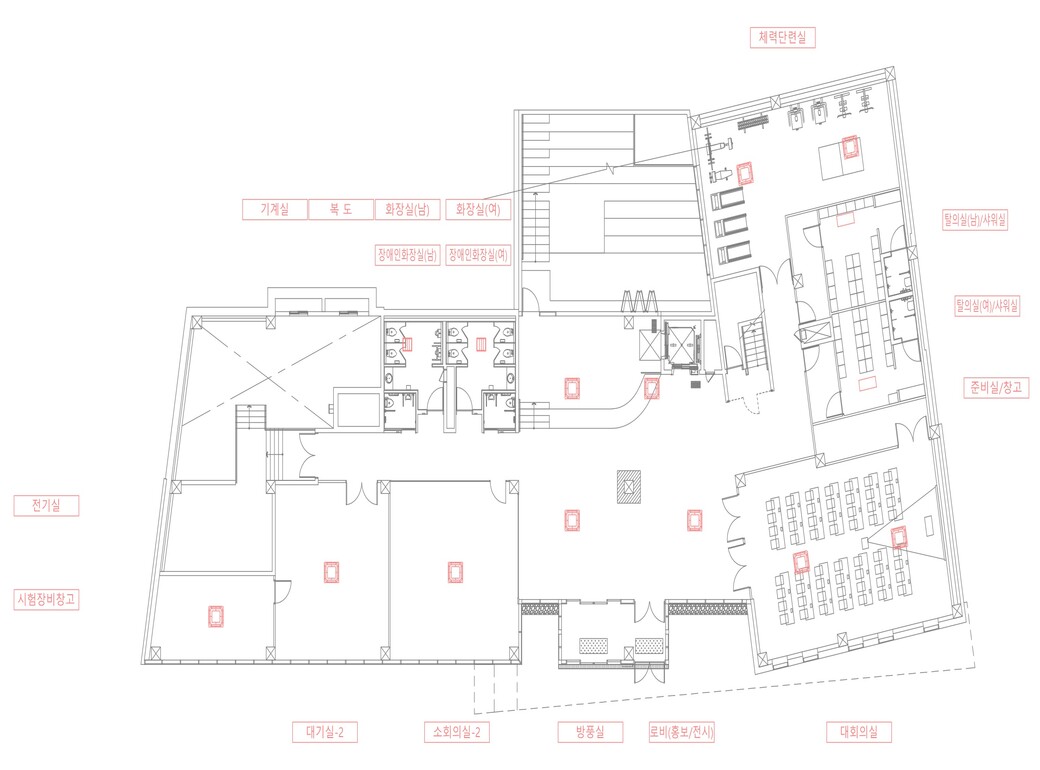 체력단련실
기계실
복 도
화장실(남)
화장실(여)
탈의실(남)/샤워실
장애인화장실(남)
장애인화장실(여)
탈의실(여)/샤워실
준비실/창고
전기실
시험장비창고
대기실-2
소회의실-2
방풍실
로비(홍보/전시)
대회의실